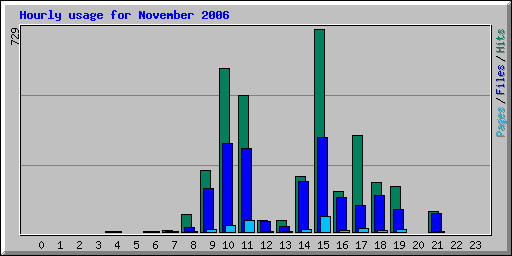 Hourly usage for November 2006
729
Pages / Files / Hits
0 1 2 3 4 5 6 7 8 9 10 11 12 13 14 15 16 17 18 19 20 21 22 23